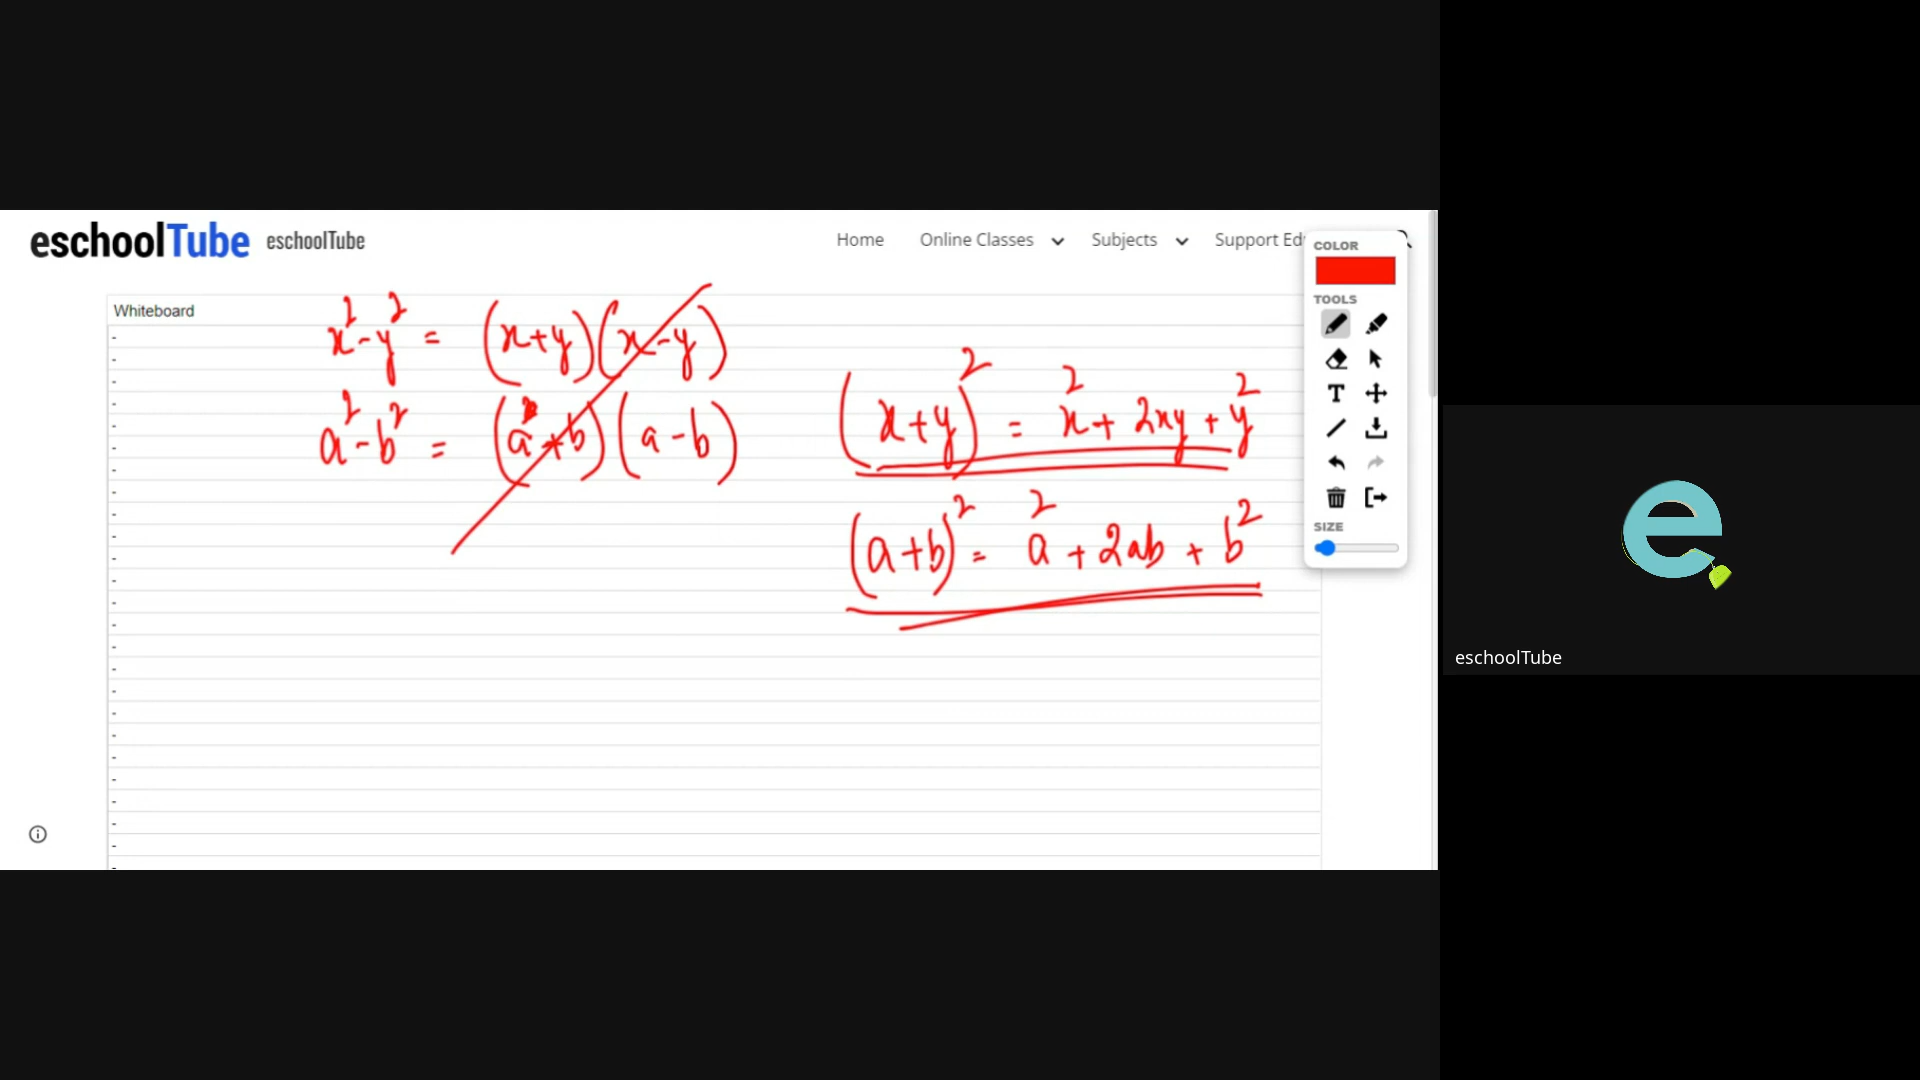 eschoolTube eschoolTube
Home Online Classes Subjects Support
COLOR
TOOLS
T
SIZE
Whiteboard
x² - y² = (x+y)(x-y)
a² - b² = (a²+b)(a-b)
(x+y)² = x² + 2xy + y²
(a+b)² = a² + 2ab + b²
eschoolTube